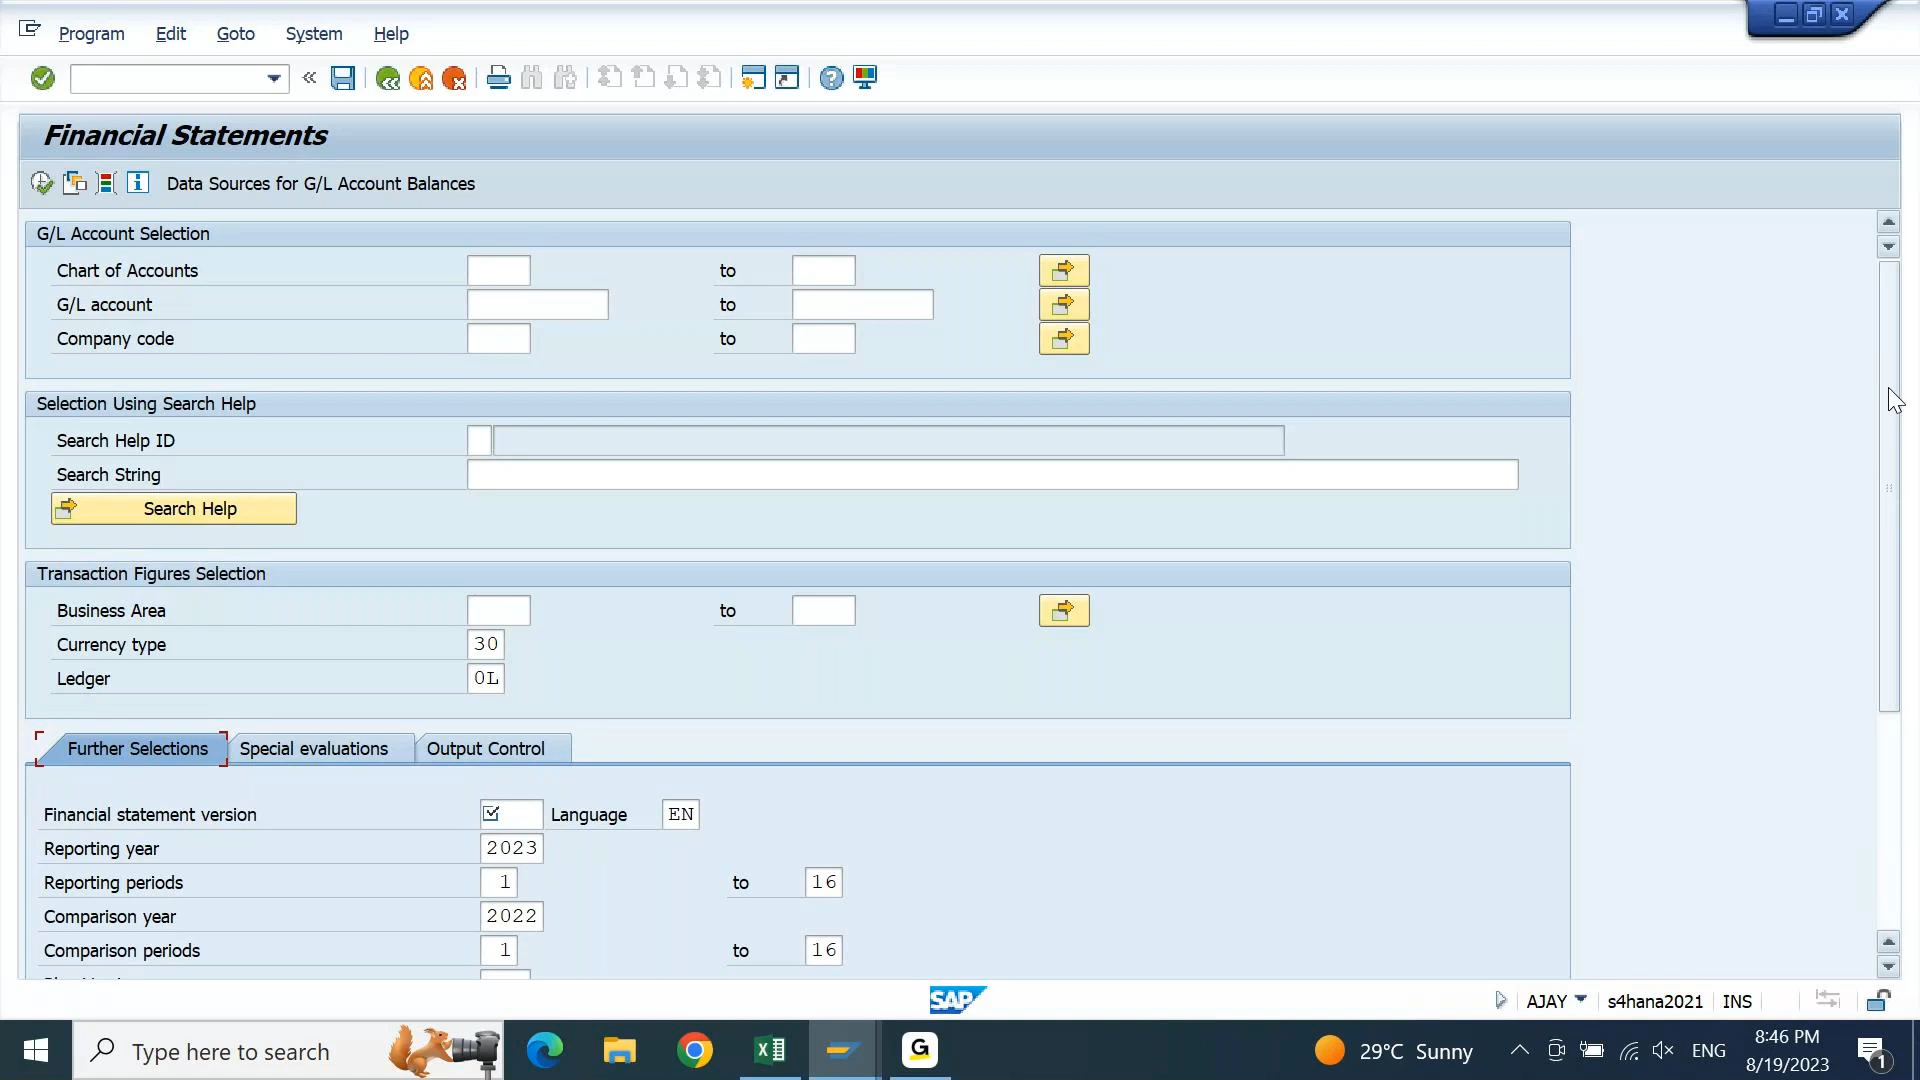 Program Edit Goto System Help
Financial Statements
Data Sources for G/L Account Balances
G/L Account Selection
Chart of Accounts to
G/L account to
Company code to
Selection Using Search Help
Search Help ID
Search String
Search Help
Transaction Figures Selection
Business Area to
Currency type 30
Ledger 0L
Further Selections Special evaluations Output Control
Financial statement version Language EN
Reporting year 2023
Reporting periods 1 to 16
Comparison year 2022
Comparison periods 1 to 16
SAP AJAY s4hana2021 INS
Type here to search 29°C Sunny ENG 8:46 PM
8/19/2023 1